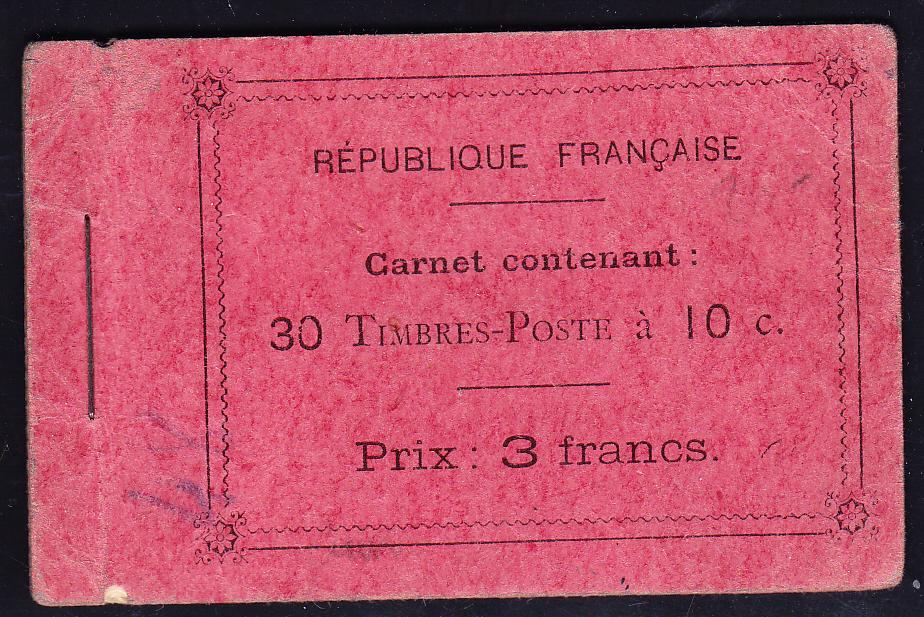 RÉPUBLIQUE FRANÇAISE
Carnet contenant :
30 TIMBRES-POSTE à 10 c.
Prix : 3 francs.